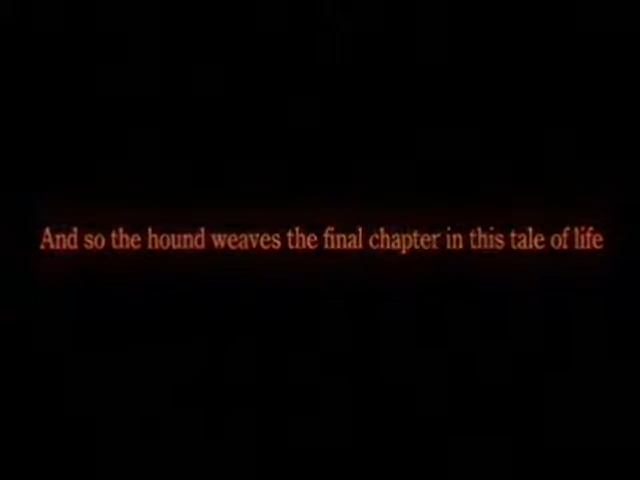 And so the hound weaves the final chapter in this tale of life